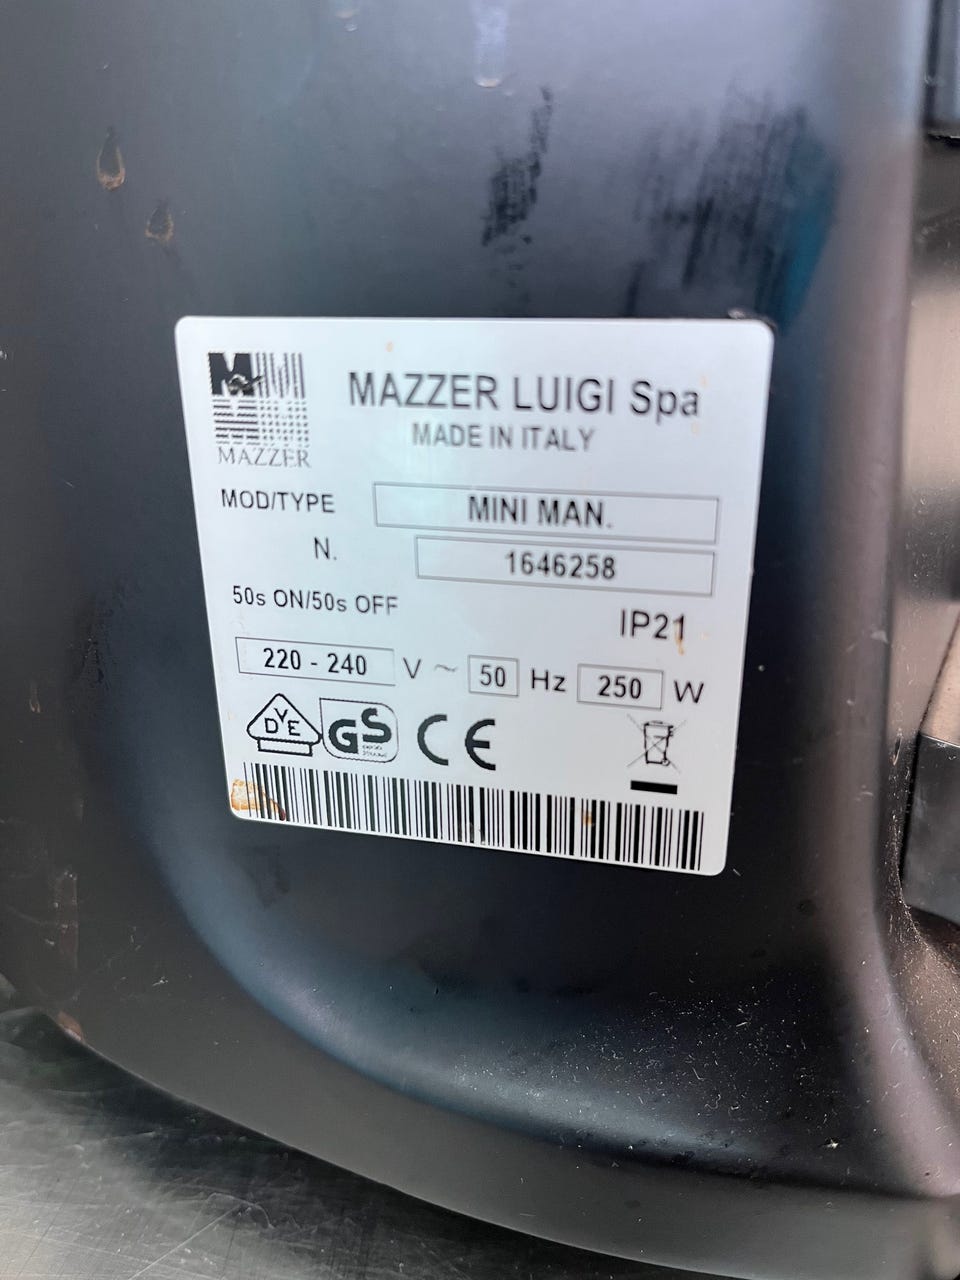 MAZZER
MAZZER LUIGI Spa
MADE IN ITALY
MOD/TYPE MINI MAN.
N. 1646258
50s ON/50s OFF IP21
220 - 240 V ~ 50 Hz 250 W
DVE GS CE